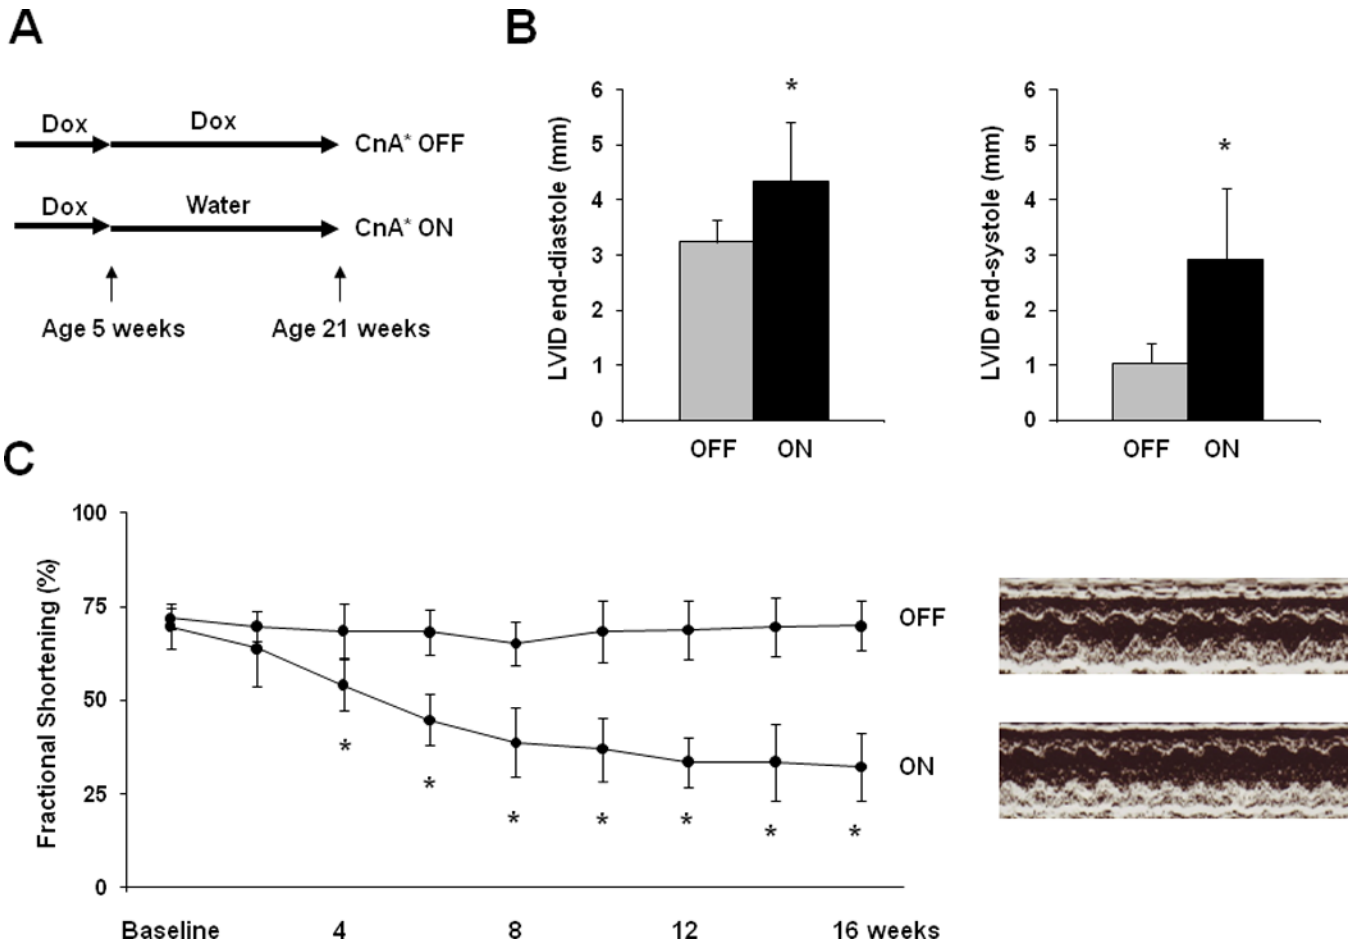 A
Dox
Dox
CnA* OFF
Dox
Water
CnA* ON
Age 5 weeks
Age 21 weeks
B
LVID end-diastole (mm)
6
5
4
3
2
1
0
*
OFF
ON
LVID end-systole (mm)
6
5
4
3
2
1
0
*
OFF
ON
C
Fractional Shortening (%)
100
75
50
25
0
OFF
ON
* * * * * * *
Baseline 4 8 12 16 weeks